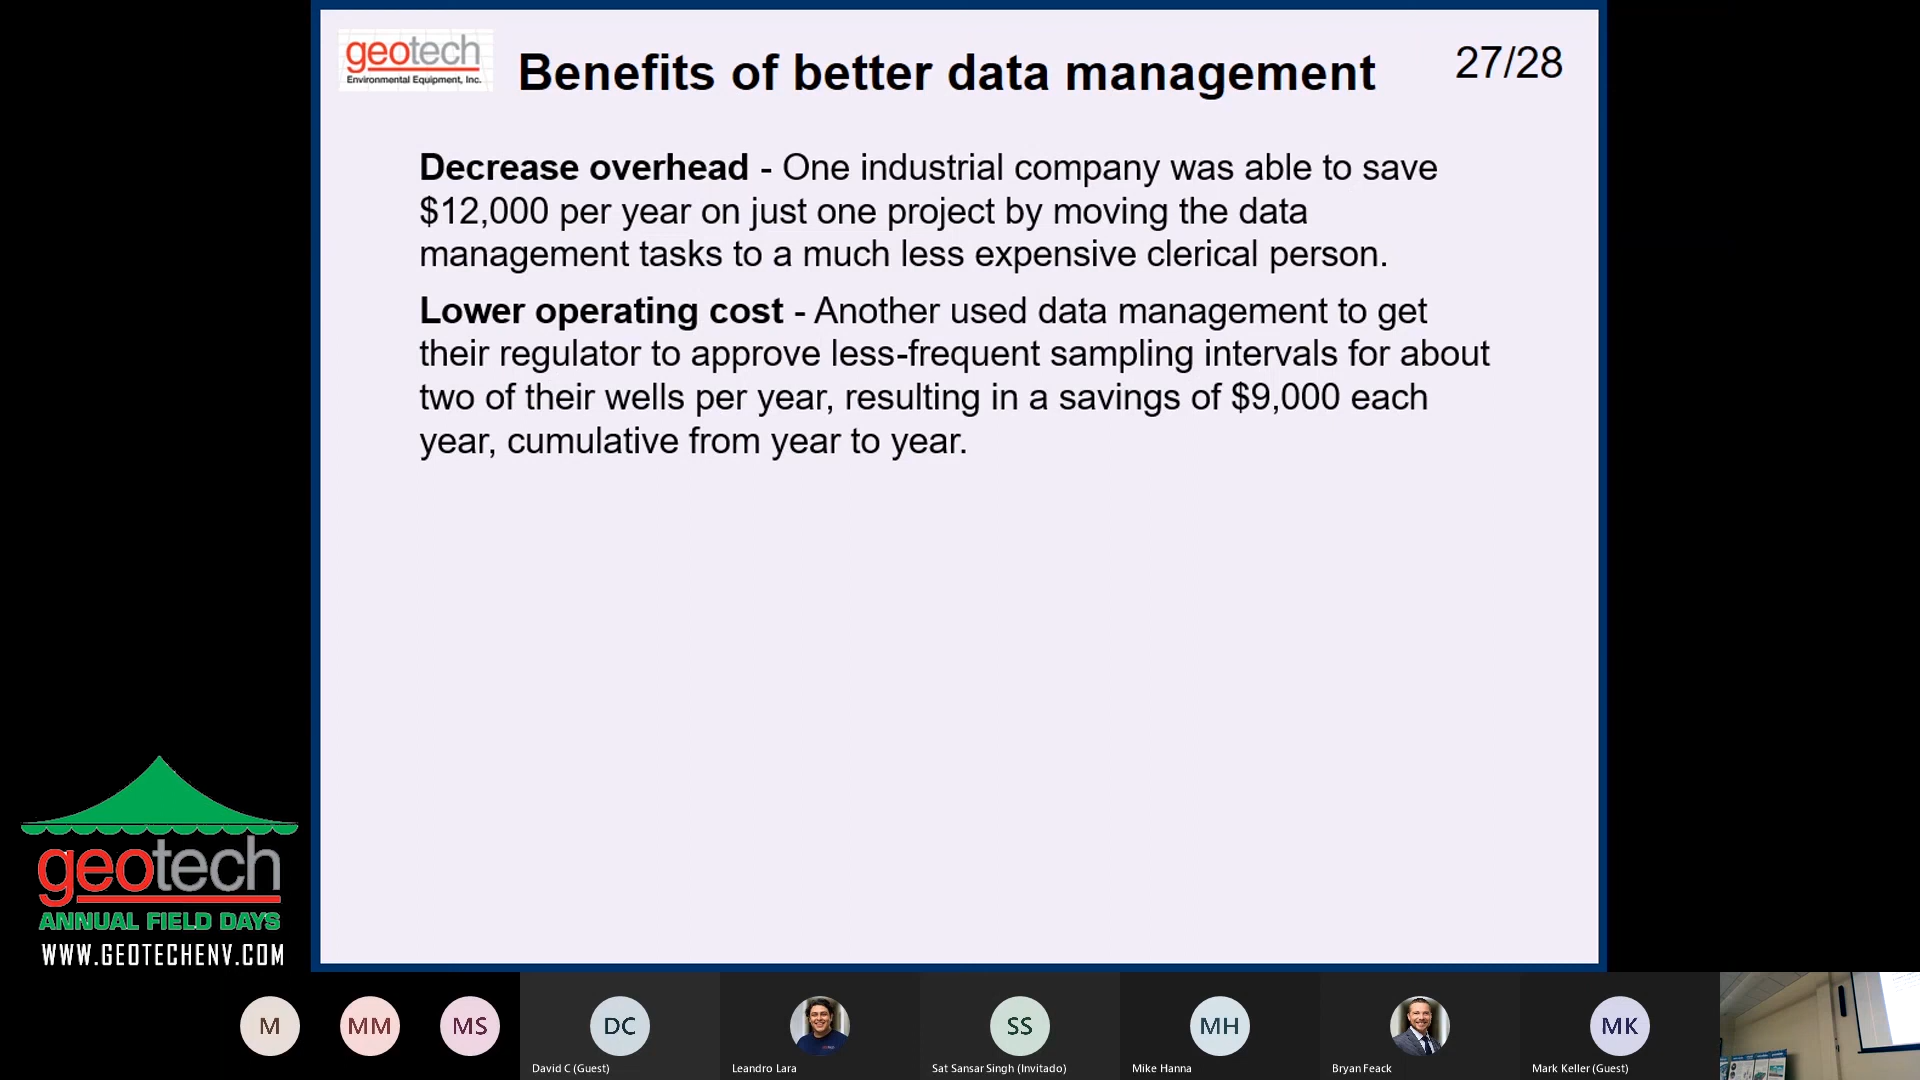 geotech
Environmental Equipment, Inc.
Benefits of better data management
27/28
Decrease overhead - One industrial company was able to save
$12,000 per year on just one project by moving the data
management tasks to a much less expensive clerical person.
Lower operating cost - Another used data management to get
their regulator to approve less-frequent sampling intervals for about
two of their wells per year, resulting in a savings of $9,000 each
year, cumulative from year to year.
geotech
ANNUAL FIELD DAYS
WWW.GEOTECHENV.COM
M
MM
MS
DC
SS
MH
MK
David C (Guest)
Leandro Lara
Sat Sansar Singh (Invitado)
Mike Hanna
Bryan Feack
Mark Keller (Guest)